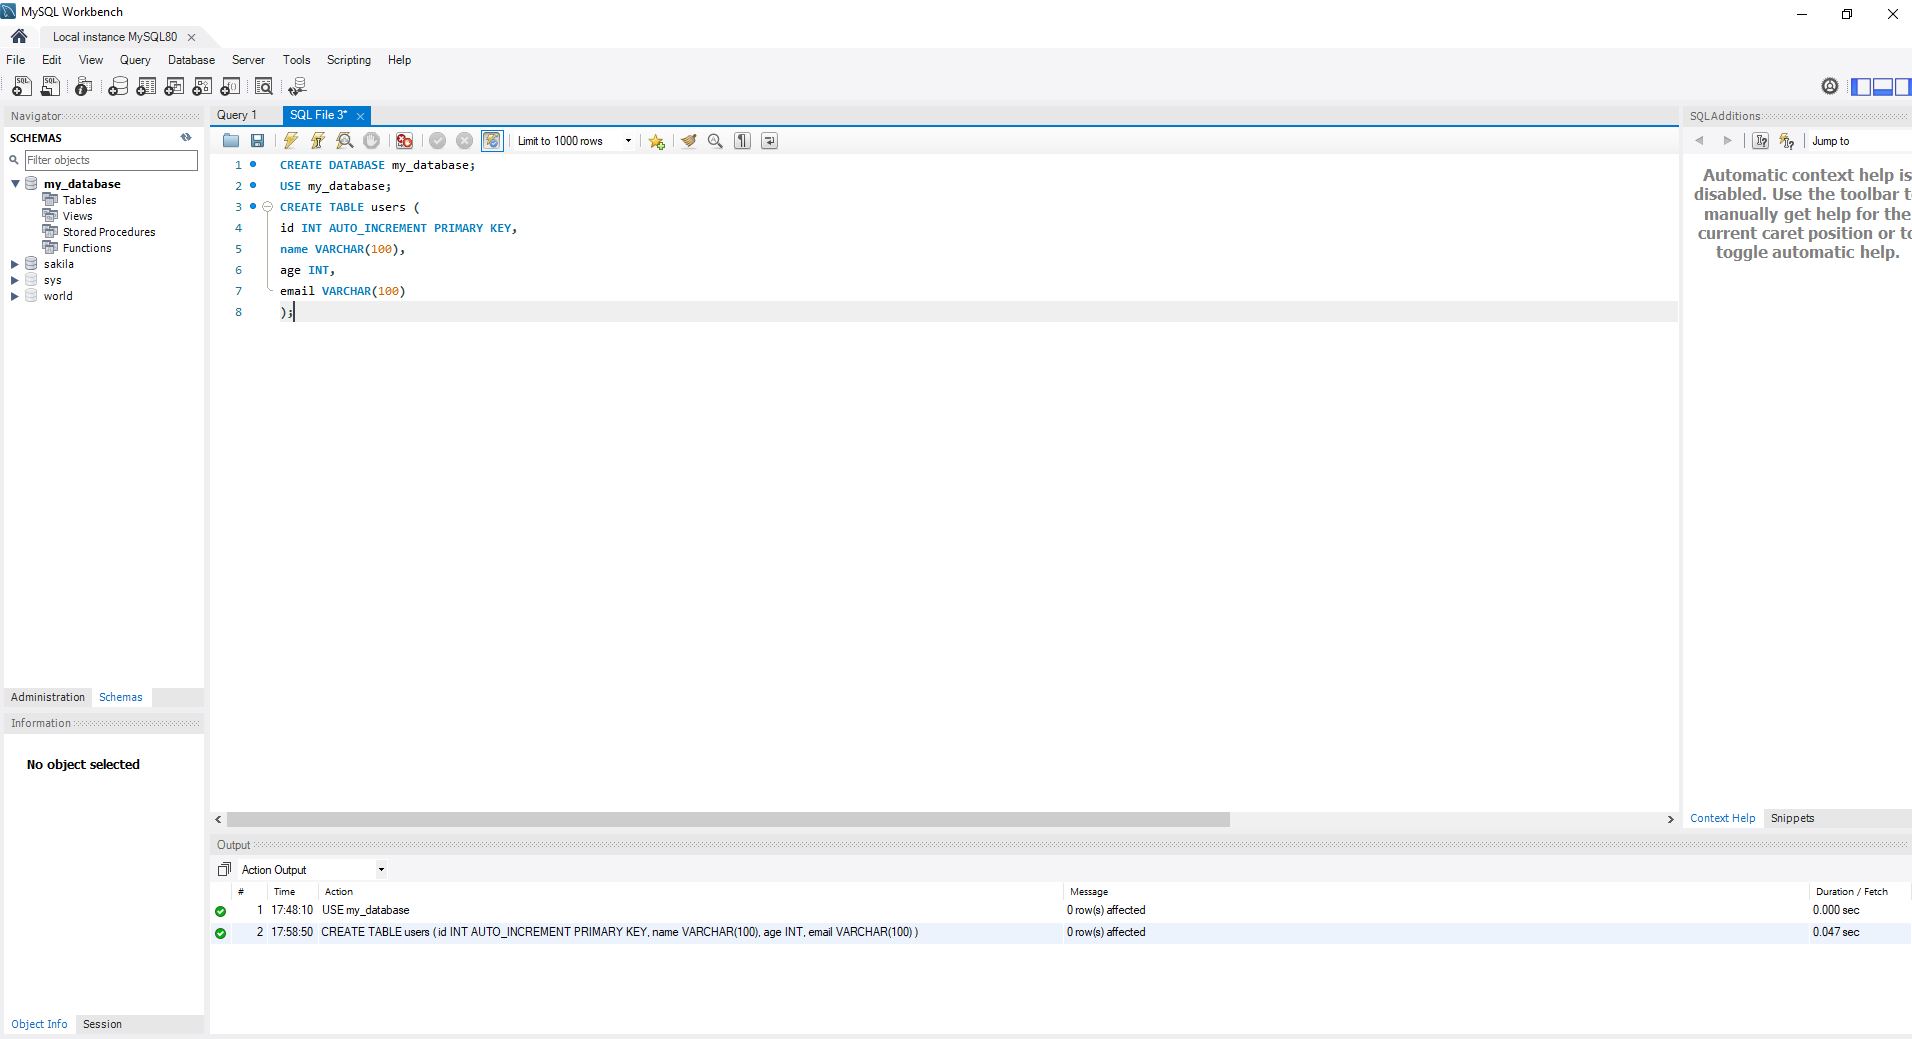 MySQL Workbench
Local instance MySQL80
File Edit View Query Database Server Tools Scripting Help
Navigator
SCHEMAS
Filter objects
my_database
Tables
Views
Stored Procedures
Functions
sakila
sys
world
Administration Schemas
Information
No object selected
Object Info Session
Query 1 SQL File 3*
Limit to 1000 rows
1 CREATE DATABASE my_database;
2 USE my_database;
3 CREATE TABLE users (
4 id INT AUTO_INCREMENT PRIMARY KEY,
5 name VARCHAR(100),
6 age INT,
7 email VARCHAR(100)
8 );
SQLAdditions
Jump to
Automatic context help is
disabled. Use the toolbar t
manually get help for the
current caret position or to
toggle automatic help.
Context Help Snippets
Output
Action Output
# Time Action Message Duration / Fetch
1 17:48:10 USE my_database 0 row(s) affected 0.000 sec
2 17:58:50 CREATE TABLE users ( id INT AUTO_INCREMENT PRIMARY KEY, name VARCHAR(100), age INT, email VARCHAR(100) ) 0 row(s) affected 0.047 sec